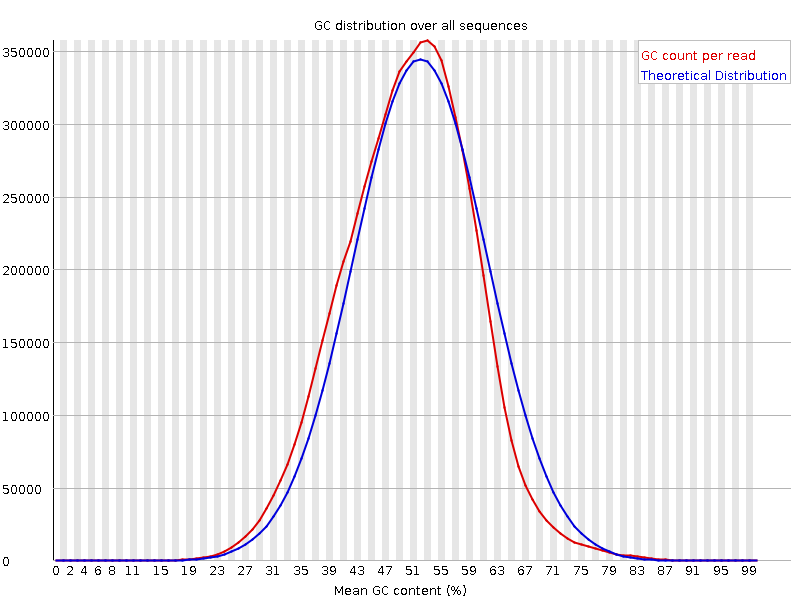 GC distribution over all sequences
GC count per read
Theoretical Distribution
350000
300000
250000
200000
150000
100000
50000
0
0 2 4 6 8 11 15 19 23 27 31 35 39 43 47 51 55 59 63 67 71 75 79 83 87 91 95 99
Mean GC content (%)